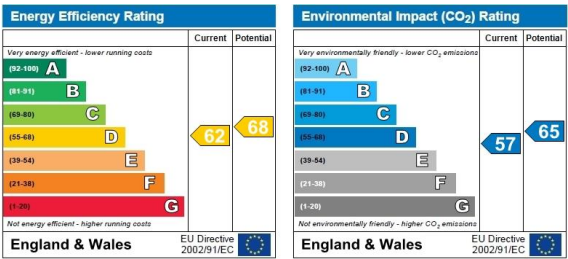 Energy Efficiency Rating
Current Potential
Very energy efficient - lower running costs
(92-100) A
(81-91) B
(69-80) C
(55-68) D
(39-54) E
(21-38) F
(1-20) G
62
68
Not energy efficient - higher running costs
England & Wales
EU Directive
2002/91/EC
Environmental Impact (CO2) Rating
Current Potential
Very environmentally friendly - lower CO2 emissions
(92-100) A
(81-91) B
(69-80) C
(55-68) D
(39-54) E
(21-38) F
(1-20) G
57
65
Not environmentally friendly - higher CO2 emissions
England & Wales
EU Directive
2002/91/EC